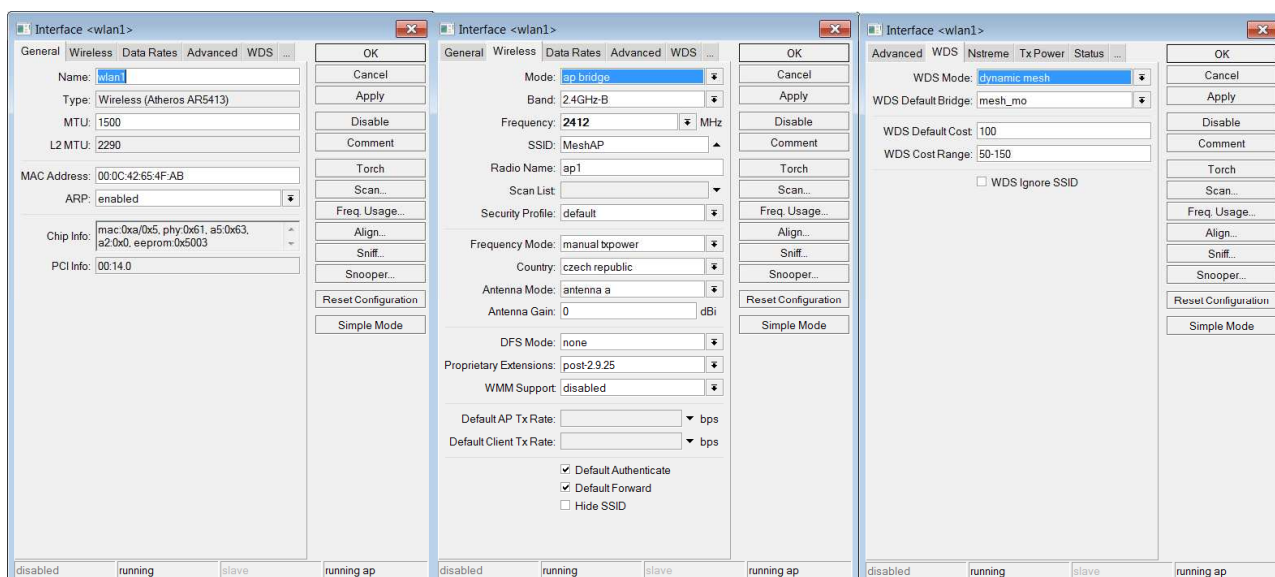 Interface <wlan1>
General Wireless Data Rates Advanced WDS ...
Name: wlan1
Type: Wireless (Atheros AR5413)
MTU: 1500
L2 MTU: 2290
MAC Address: 00:0C:42:65:4F:AB
ARP: enabled
Chip Info: mac:0xa/0x5, phy:0x61, a5:0x63,
a2:0x0, eeprom:0x5003
PCI Info: 00:14.0
OK
Cancel
Apply
Disable
Comment
Torch
Scan...
Freq. Usage...
Align...
Sniff...
Snooper...
Reset Configuration
Simple Mode
disabled running slave running ap
Interface <wlan1>
General Wireless Data Rates Advanced WDS ...
Mode: ap bridge
Band: 2.4GHz-B
Frequency: 2412 MHz
SSID: MeshAP
Radio Name: ap1
Scan List:
Security Profile: default
Frequency Mode: manual txpower
Country: czech republic
Antenna Mode: antenna a
Antenna Gain: 0 dBi
DFS Mode: none
Proprietary Extensions: post-2.9.25
WMM Support: disabled
Default AP Tx Rate: bps
Default Client Tx Rate: bps
Default Authenticate
Default Forward
Hide SSID
OK
Cancel
Apply
Disable
Comment
Torch
Scan...
Freq. Usage...
Align...
Sniff...
Snooper...
Reset Configuration
Simple Mode
disabled running slave running ap
Interface <wlan1>
Advanced WDS Nstreme Tx Power Status ...
WDS Mode: dynamic mesh
WDS Default Bridge: mesh_mo
WDS Default Cost: 100
WDS Cost Range: 50-150
WDS Ignore SSID
OK
Cancel
Apply
Disable
Comment
Torch
Scan...
Freq. Usage...
Align...
Sniff...
Snooper...
Reset Configuration
Simple Mode
disabled running slave running ap